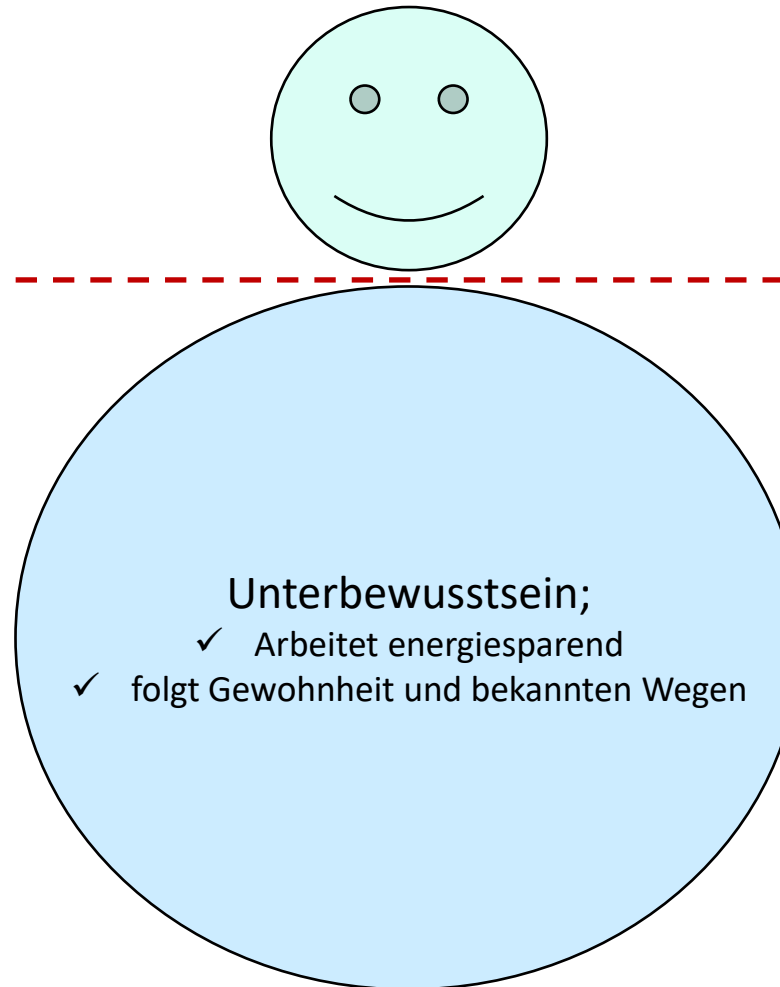 Unterbewusstsein;
✓ Arbeitet energiesparend
✓ folgt Gewohnheit und bekannten Wegen